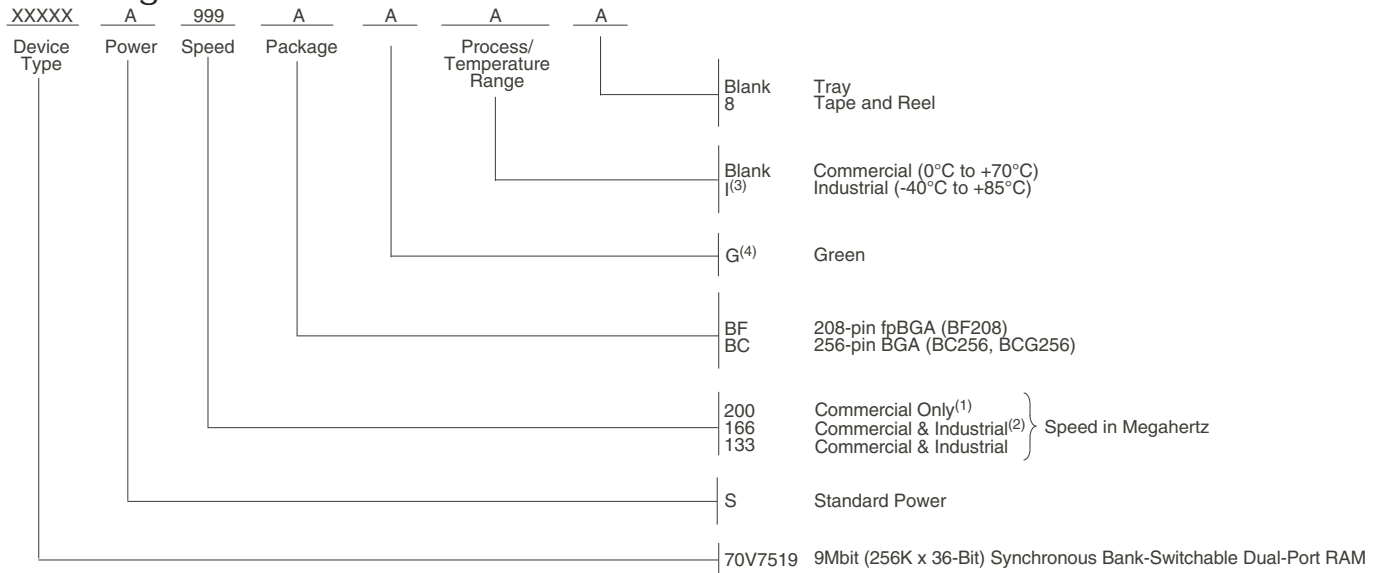 XXXXX A 999 A A A A
Device Type
Power
Speed
Package
Process/
Temperature
Range
Blank Tray
8 Tape and Reel
Blank Commercial (0°C to +70°C)
I(3) Industrial (-40°C to +85°C)
G(4) Green
BF 208-pin fpBGA (BF208)
BC 256-pin BGA (BC256, BCG256)
200 Commercial Only(1)
166 Commercial & Industrial(2) Speed in Megahertz
133 Commercial & Industrial
S Standard Power
70V7519 9Mbit (256K x 36-Bit) Synchronous Bank-Switchable Dual-Port RAM